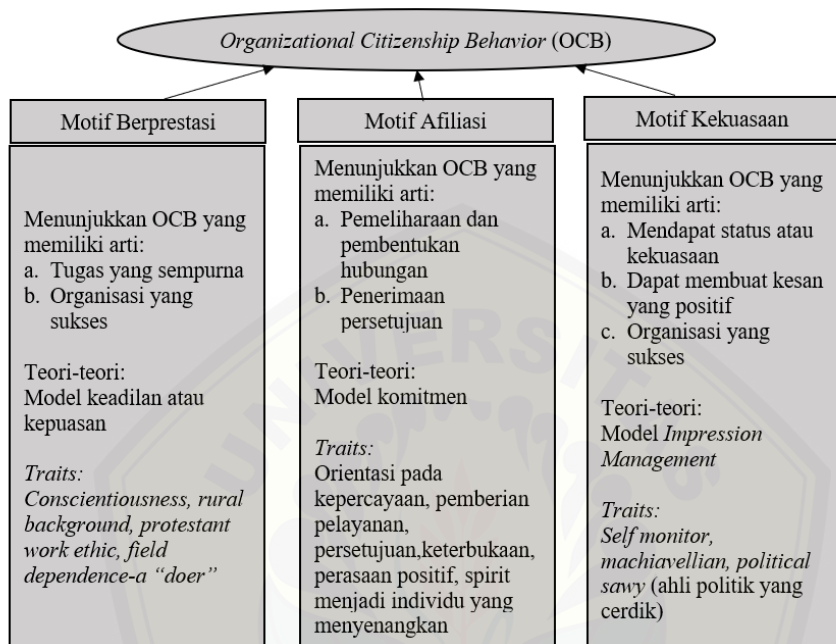 Organizational Citizenship Behavior (OCB)
Motif Berprestasi
Menunjukkan OCB yang
memiliki arti:
a. Tugas yang sempurna
b. Organisasi yang
sukses
Teori-teori:
Model keadilan atau
kepuasan
Traits:
Conscientiousness, rural
background, protestant
work ethic, field
dependence-a “doer”
Motif Afiliasi
Menunjukkan OCB yang
memiliki arti:
a. Pemeliharaan dan
pembentukan
hubungan
b. Penerimaan
persetujuan
Teori-teori:
Model komitmen
Traits:
Orientasi pada
kepercayaan, pemberian
pelayanan,
persetujuan,keterbukaan,
perasaan positif, spirit
menjadi individu yang
menyenangkan
Motif Kekuasaan
Menunjukkan OCB yang
memiliki arti:
a. Mendapat status atau
kekuasaan
b. Dapat membuat kesan
yang positif
c. Organisasi yang
sukses
Teori-teori:
Model Impression
Management
Traits:
Self monitor,
machiavellian, political
sawy (ahli politik yang
cerdik)
UNIVERSITAS